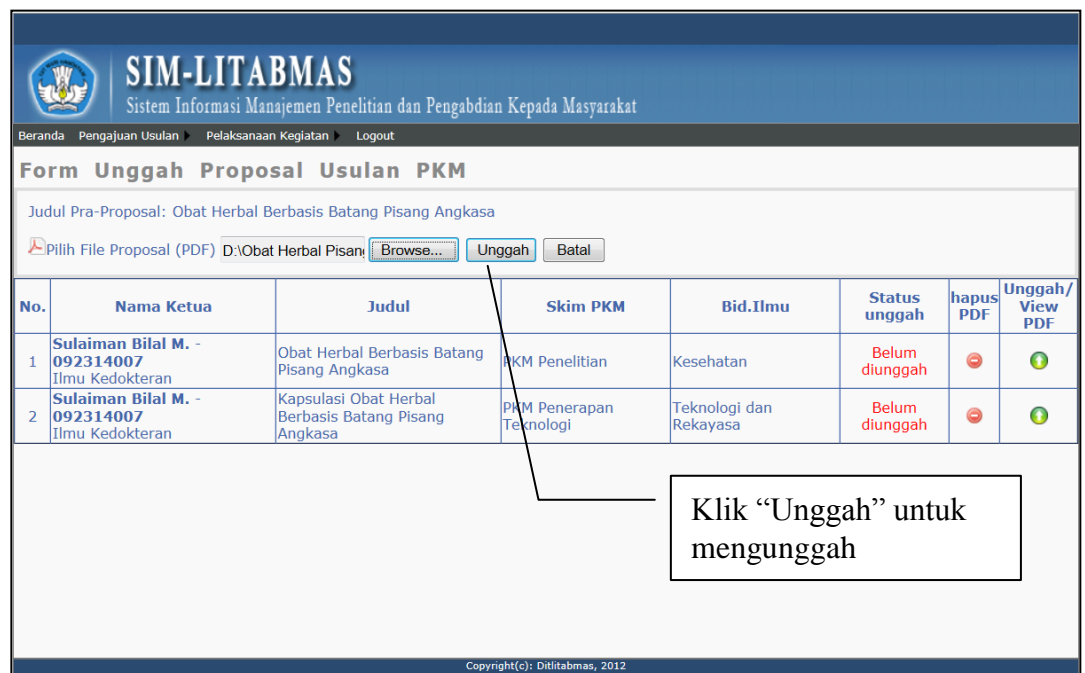 SIM-LITABMAS
Sistem Informasi Manajemen Penelitian dan Pengabdian Kepada Masyarakat
Beranda Pengajuan Usulan Pelaksanaan Kegiatan Logout
Form Unggah Proposal Usulan PKM
Judul Pra-Proposal: Obat Herbal Berbasis Batang Pisang Angkasa
Pilih File Proposal (PDF) D:\Obat Herbal Pisang Browse... Unggah Batal
No. Nama Ketua Judul Skim PKM Bid.Ilmu Status unggah hapus PDF Unggah/ View PDF
1 Sulaiman Bilal M. - 092314007 Ilmu Kedokteran Obat Herbal Berbasis Batang Pisang Angkasa PKM Penelitian Kesehatan Belum diunggah
2 Sulaiman Bilal M. - 092314007 Ilmu Kedokteran Kapsulasi Obat Herbal Berbasis Batang Pisang Angkasa PKM Penerapan Teknologi Teknologi dan Rekayasa Belum diunggah
Klik “Unggah” untuk
mengunggah
Copyright(c): Ditlitabmas, 2012